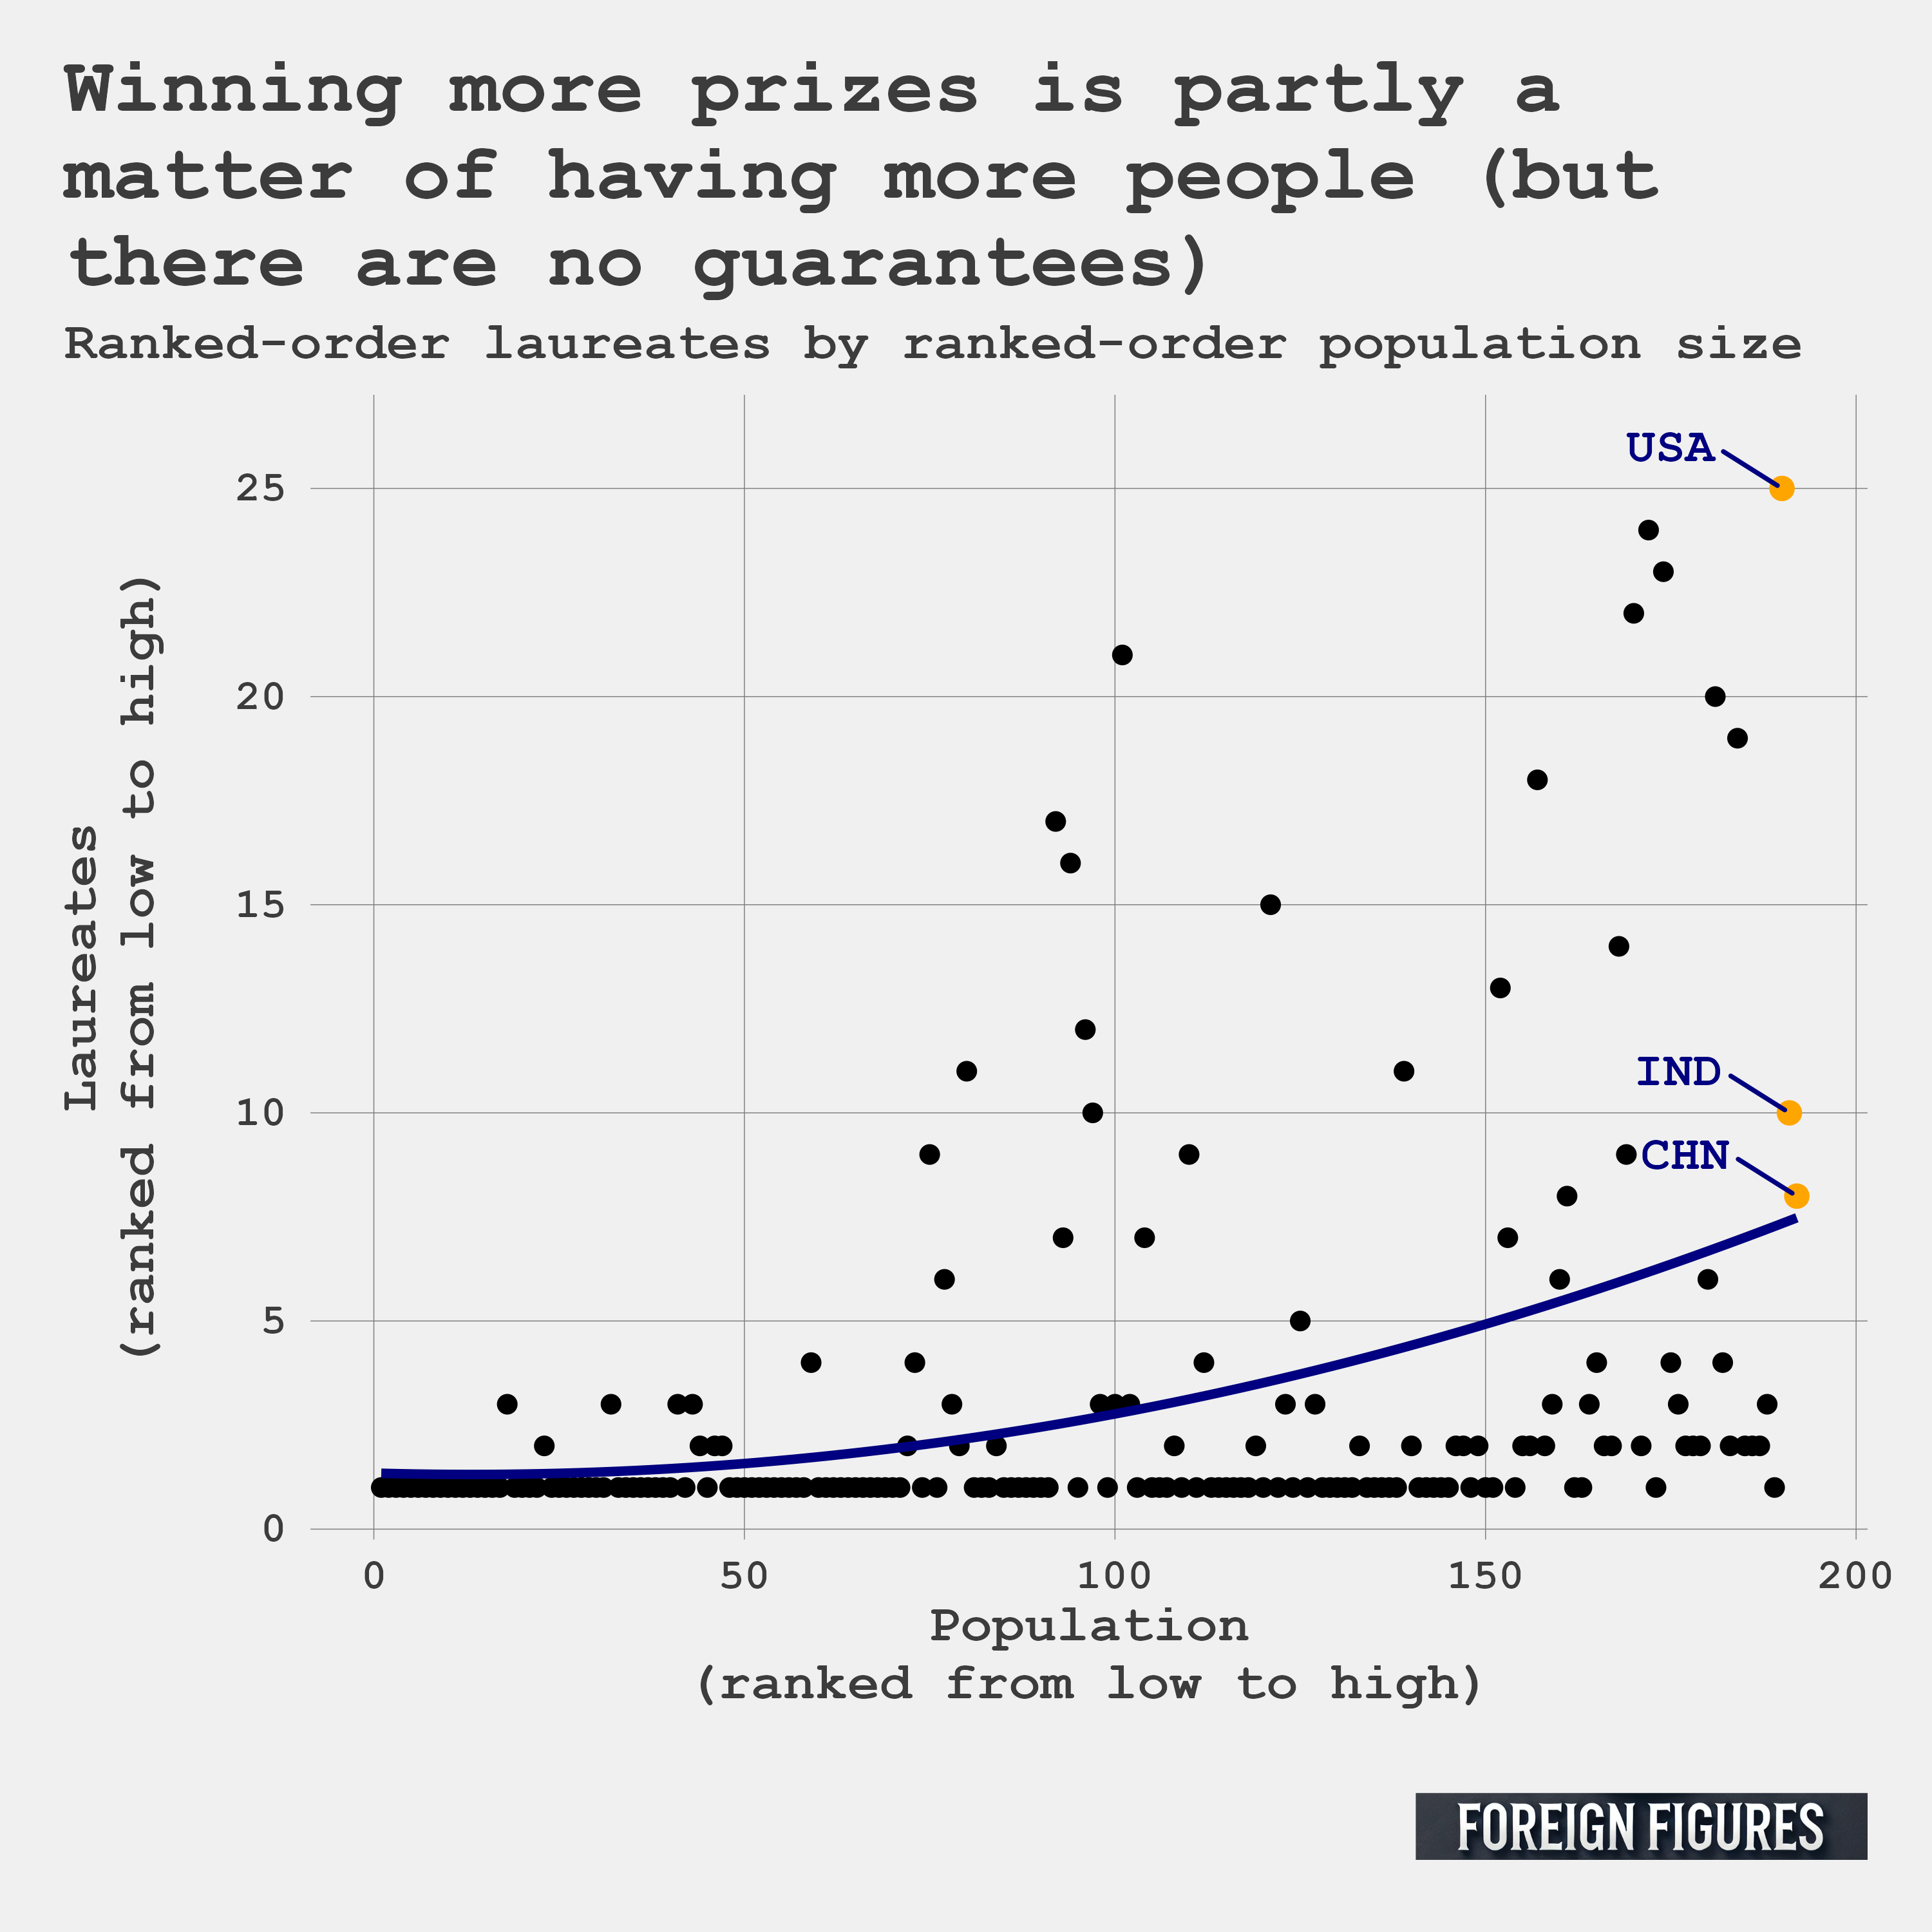 Winning more prizes is partly a
matter of having more people (but
there are no guarantees)
Ranked-order laureates by ranked-order population size
Laureates
(ranked from low to high)
25
20
15
10
5
0
USA
IND
CHN
0 50 100 150 200
Population
(ranked from low to high)
FOREIGN FIGURES